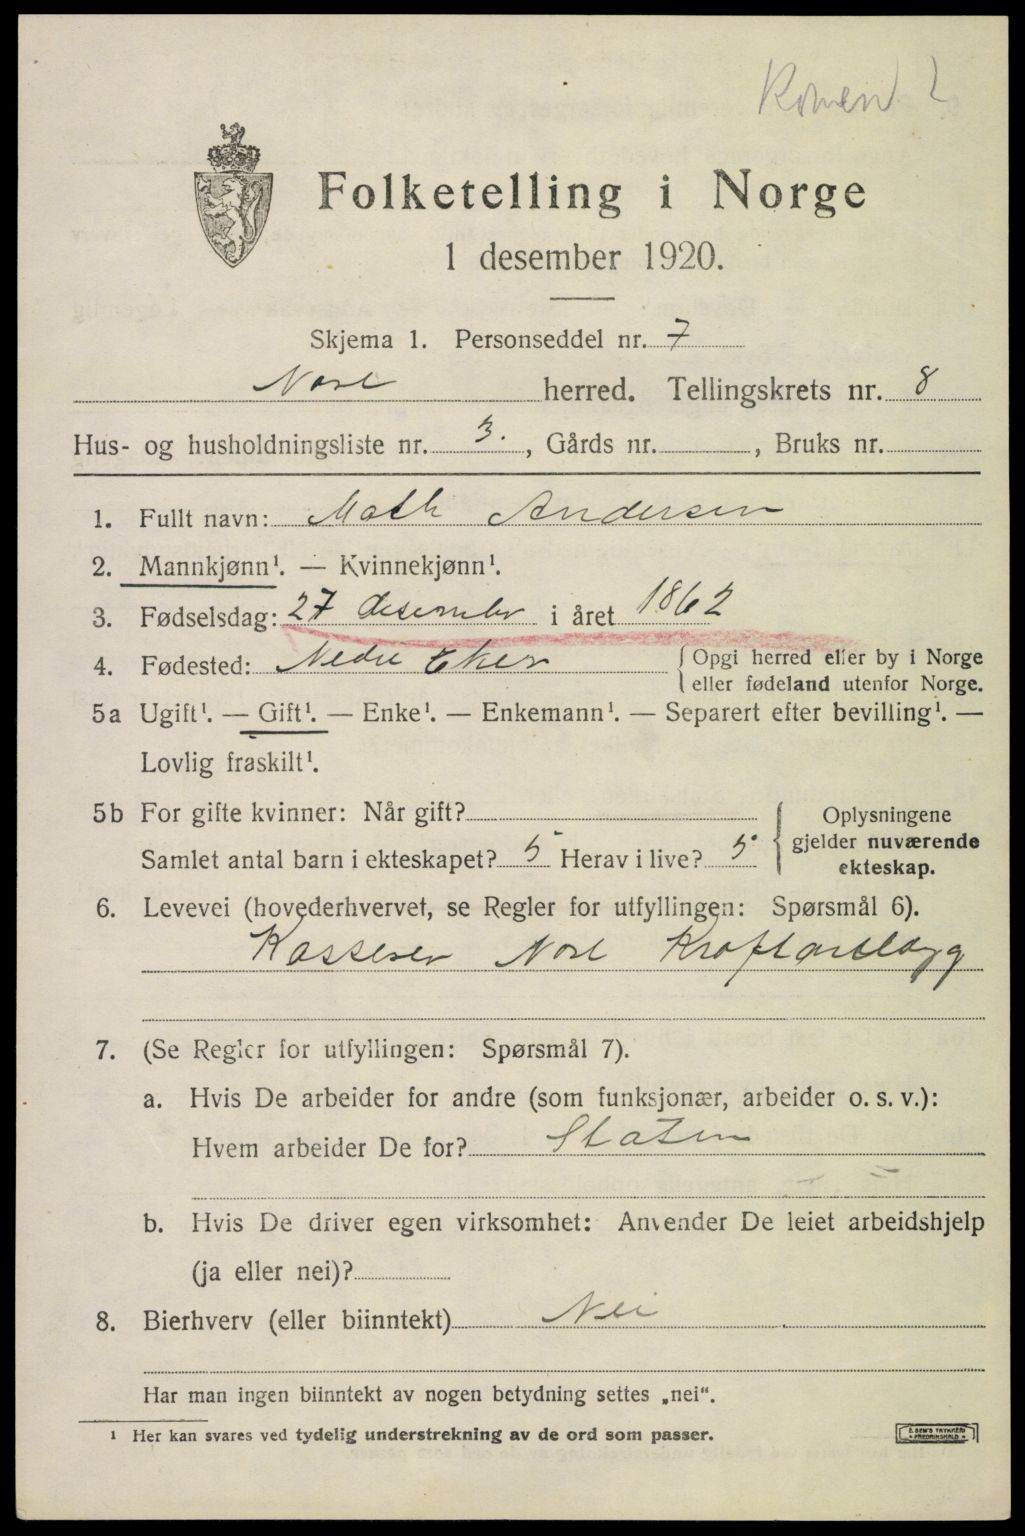 Folketelling i Norge
1 desember 1920.
Skjema 1. Personseddel nr. 7
Nore herred. Tellingskrets nr. 8
Hus- og husholdningsliste nr. 3. , Gårds nr. , Bruks nr.
1. Fullt navn: Math Andersen
2. Mannkjønn¹. — Kvinnekjønn¹.
3. Fødselsdag: 27 desember i året 1862
4. Fødested: Nedre Eker { Opgi herred eller by i Norge
eller fødeland utenfor Norge.
5a Ugift¹. — Gift¹. — Enke¹. — Enkemann¹. — Separert efter bevilling¹. —
Lovlig fraskilt¹.
5b For gifte kvinner: Når gift? { Oplysningene
gjelder nuværende
ekteskap.
Samlet antal barn i ekteskapet? 5 Herav i live? 5
6. Levevei (hovederhvervet, se Regler for utfyllingen: Spørsmål 6).
Kasserer Nore Kraftanlægg
7. (Se Regler for utfyllingen: Spørsmål 7).
a. Hvis De arbeider for andre (som funksjonær, arbeider o. s. v.):
Hvem arbeider De for? Staten
b. Hvis De driver egen virksomhet: Anvender De leiet arbeidshjelp
(ja eller nei)?
8. Bierhverv (eller biinntekt) Nei
Har man ingen biinntekt av nogen betydning settes „nei“.
¹ Her kan svares ved tydelig understrekning av de ord som passer.